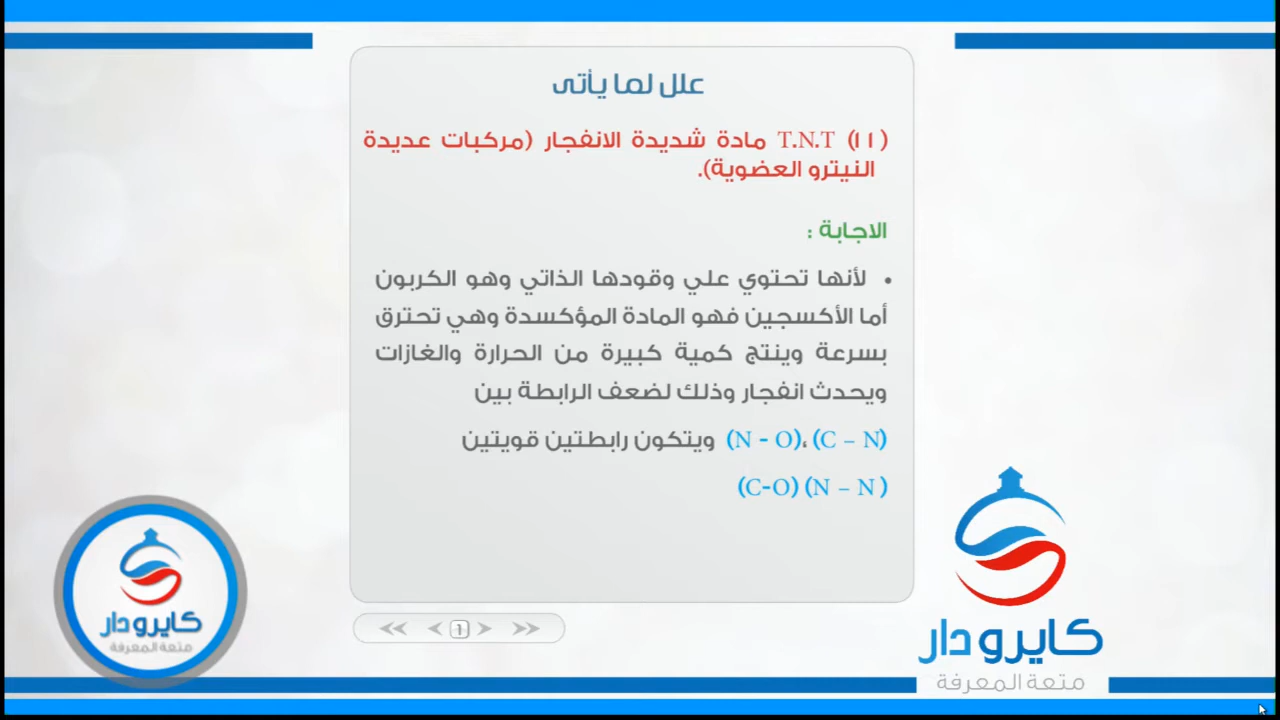 علل لما يأتى
(١١) T.N.T مادة شديدة الانفجار (مركبات عديدة
النيترو العضوية).
الاجابة :
• لأنها تحتوي علي وقودها الذاتي وهو الكربون
أما الأكسجين فهو المادة المؤكسدة وهي تحترق
بسرعة وينتج كمية كبيرة من الحرارة والغازات
ويحدث انفجار وذلك لضعف الرابطة بين
(C – N)، (N - O) ويتكون رابطتين قويتين
(N – N ) (C-O)
١
كايرو دار
متعة المعرفة
كايرو دار
متعة المعرفة